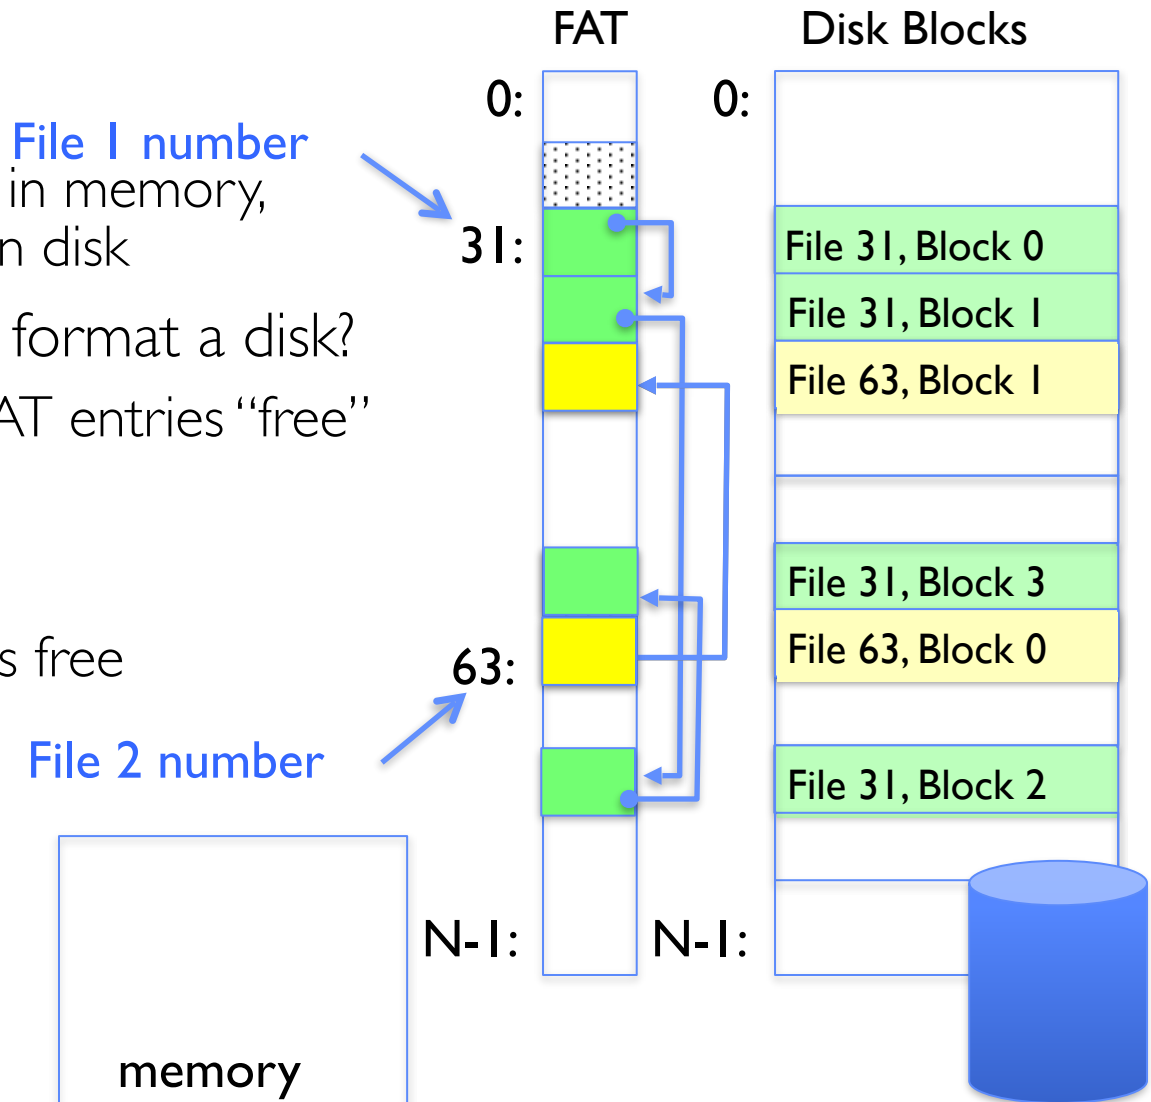 FAT
Disk Blocks
0:
0:
File 1 number
in memory,
n disk
31:
File 31, Block 0
format a disk?
File 31, Block 1
File 63, Block 1
AT entries “free”
File 31, Block 3
s free
63:
File 63, Block 0
File 2 number
File 31, Block 2
N-1:
N-1:
memory